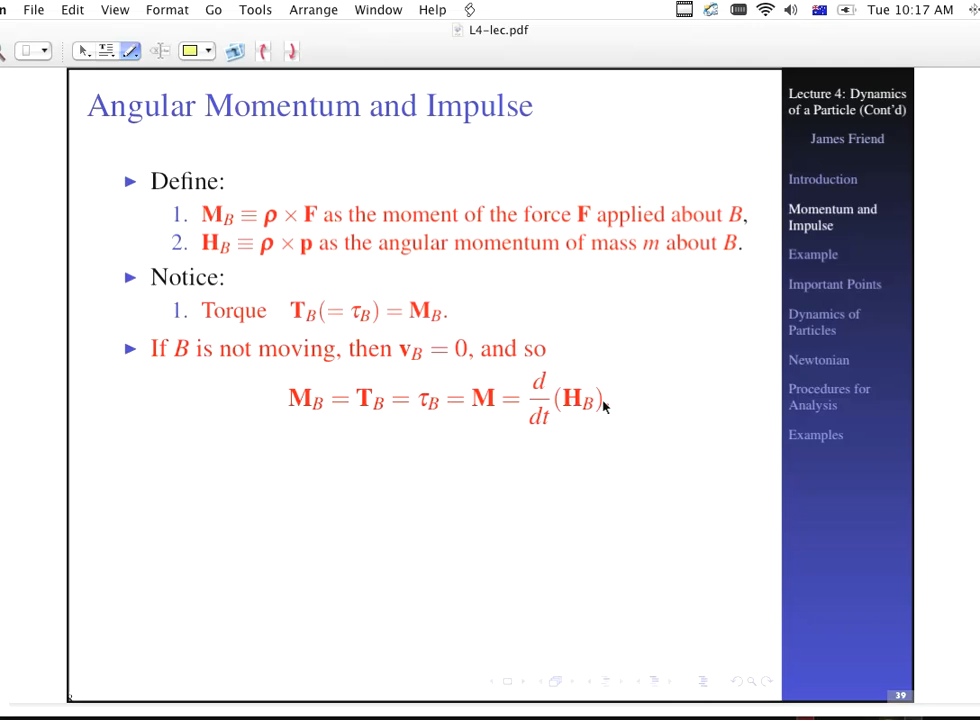 File Edit View Format Go Tools Arrange Window Help Tue 10:17 AM
L4-lec.pdf
Angular Momentum and Impulse
▶ Define:
1. M_B ≡ ρ × F as the moment of the force F applied about B,
2. H_B ≡ ρ × p as the angular momentum of mass m about B.
▶ Notice:
1. Torque T_B(= τ_B) = M_B.
▶ If B is not moving, then v_B = 0, and so
M_B = T_B = τ_B = M = d/dt (H_B)
Lecture 4: Dynamics
of a Particle (Cont'd)
James Friend
Introduction
Momentum and
Impulse
Example
Important Points
Dynamics of
Particles
Newtonian
Procedures for
Analysis
Examples
39